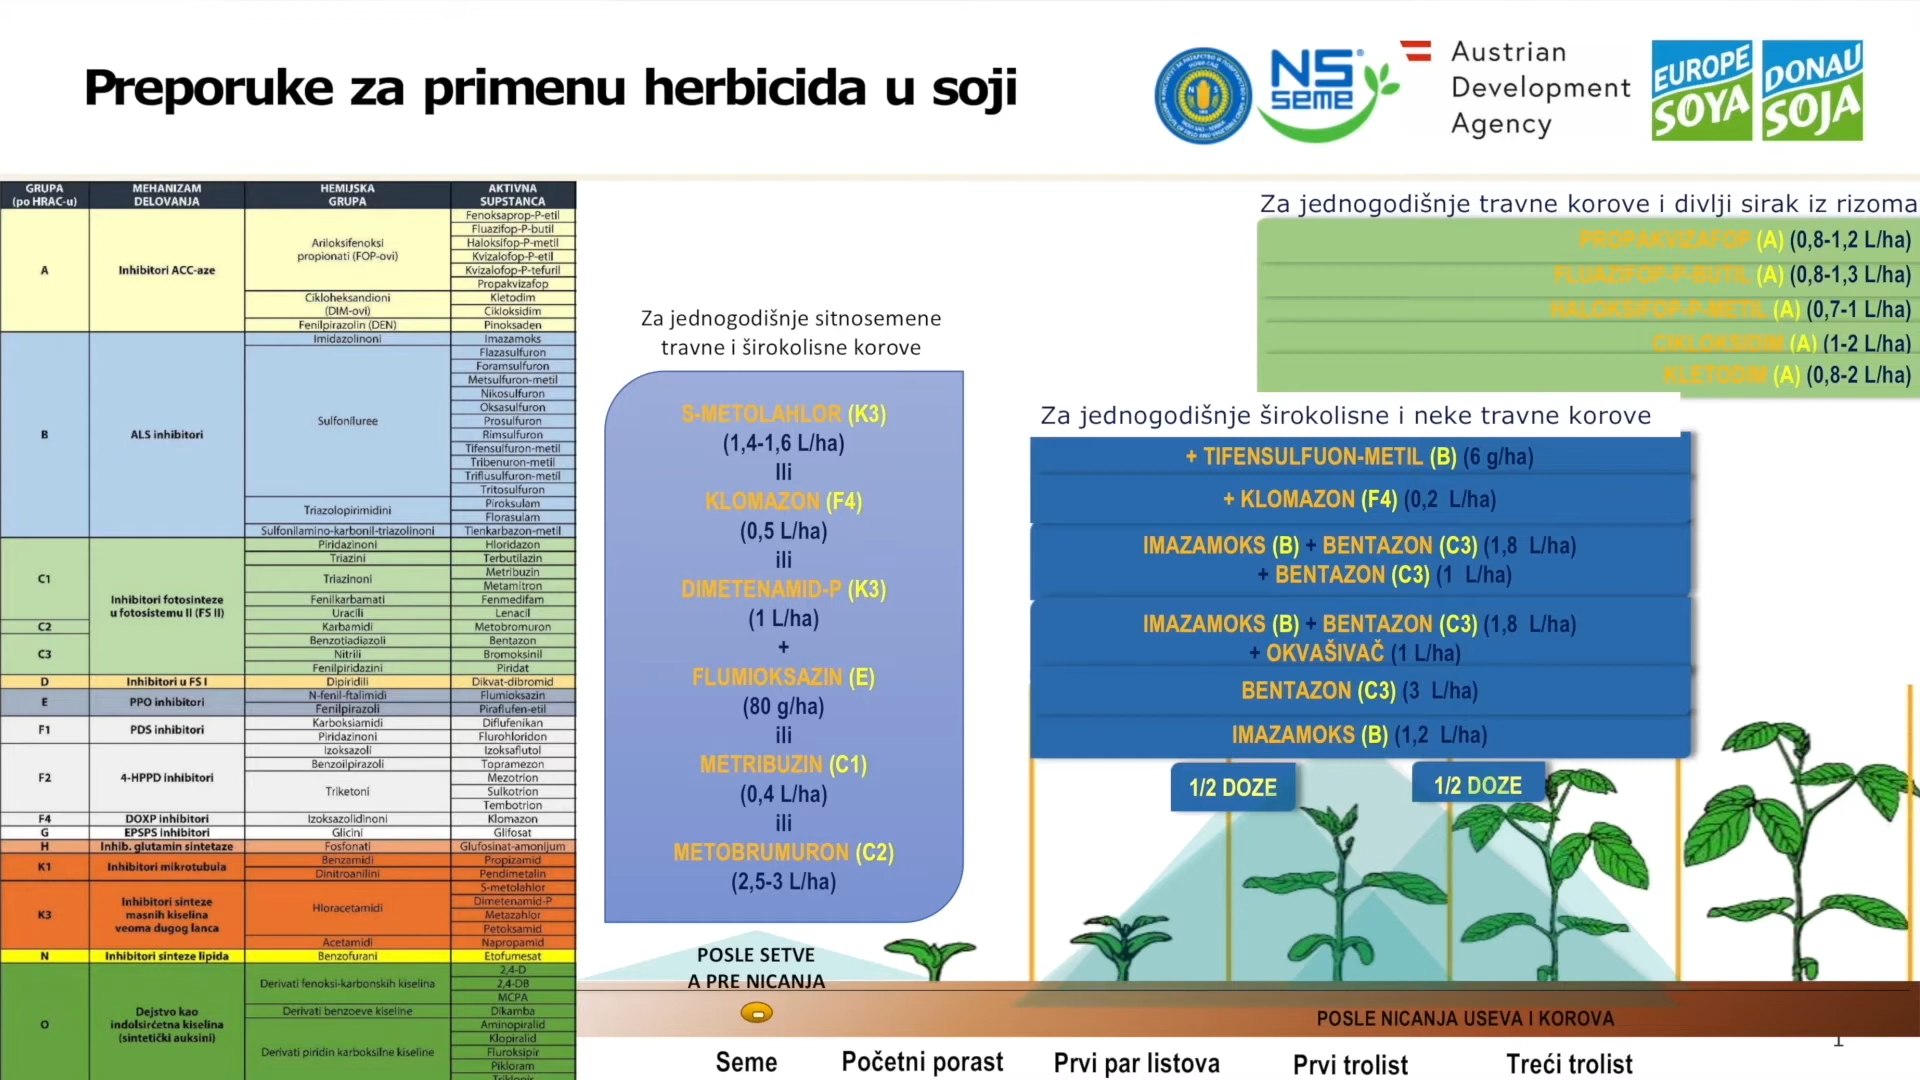 Preporuke za primenu herbicida u soji
NS
seme
Austrian
Development
Agency
EUROPE
SOYA
DONAU
SOJA
GRUPA
(po HRAC-u)
MEHANIZAM
DELOVANJA
HEMIJSKA
GRUPA
AKTIVNA
SUPSTANCA
A
Inhibitori ACC-aze
Ariloksifenoksi
propionati (FOP-ovi)
Fenoksaprop-P-etil
Fluazifop-P-butil
Haloksifop-P-metil
Kvizalofop-P-etil
Kvizalofop-P-tefuril
Propakvizafop
Cikloheksandioni
(DIM-ovi)
Kletodim
Cikloksidim
Fenilpirazolin (DEN)
Pinoksaden
B
ALS inhibitori
Imidazolinoni
Imazamoks
Sulfoniluree
Flazasulfuron
Foramsulfuron
Metsulfuron-metil
Nikosulfuron
Oksasulfuron
Prosulfuron
Rimsulfuron
Tifensulfuron-metil
Tribenuron-metil
Triflusulfuron-metil
Tritosulfuron
Triazolopirimidini
Piroksulam
Florasulam
Sulfonilamino-karbonil-triazolinoni
Tienkarbazon-metil
C1
Inhibitori fotosinteze
u fotosistemu II (FS II)
Piridazinoni
Hloridazon
Triazini
Terbutilazin
Triazinoni
Metribuzin
Metamitron
Fenilkarbamati
Fenmedifam
Uracili
Lenacil
C2
Karbamidi
Metobromuron
C3
Benzotiadiazoli
Bentazon
Nitrili
Bromoksinil
Fenilpiridazini
Piridat
D
Inhibitori u FS I
Dipiridili
Dikvat-dibromid
E
PPO inhibitori
N-fenil-ftalimidi
Flumioksazin
Fenilpirazoli
Piraflufen-etil
F1
PDS inhibitori
Karboksiamidi
Diflufenikan
Piridazinoni
Flurohloridon
F2
4-HPPD inhibitori
Izoksazoli
Izoksaflutol
Benzoilpirazoli
Topramezon
Triketoni
Mezotrion
Sulkotrion
Tembotrion
F4
DOXP inhibitori
Izoksazolidinoni
Klomazon
G
EPSPS inhibitori
Glicini
Glifosat
H
Inhib. glutamin sintetaze
Fosfonati
Glufosinat-amonijum
K1
Inhibitori mikrotubula
Benzamidi
Propizamid
Dinitroanilini
Pendimetalin
K3
Inhibitori sinteze
masnih kiselina
veoma dugog lanca
Hloracetamidi
S-metolahlor
Dimetenamid-P
Metazahlor
Petoksamid
Acetamidi
Napropamid
N
Inhibitori sinteze lipida
Benzofurani
Etofumesat
O
Dejstvo kao
indolsirćetna kiselina
(sintetički auksini)
Derivati fenoksi-karbonskih kiselina
2,4-D
2,4-DB
MCPA
Derivati benzoeve kiseline
Dikamba
Derivati piridin karboksilne kiseline
Aminopiralid
Klopiralid
Fluroksipir
Pikloram
Triklopir
Za jednogodišnje sitnosemene
travne i širokolisne korove
S-METOLAHLOR (K3)
(1,4-1,6 L/ha)
Ili
KLOMAZON (F4)
(0,5 L/ha)
ili
DIMETENAMID-P (K3)
(1 L/ha)
+
FLUMIOKSAZIN (E)
(80 g/ha)
ili
METRIBUZIN (C1)
(0,4 L/ha)
ili
METOBRUMURON (C2)
(2,5-3 L/ha)
Za jednogodišnje travne korove i divlji sirak iz rizoma
PROPAKVIZAFOP (A) (0,8-1,2 L/ha)
FLUAZIFOP-P-BUTIL (A) (0,8-1,3 L/ha)
HALOKSIFOP-P-METIL (A) (0,7-1 L/ha)
CIKLOKSIDIM (A) (1-2 L/ha)
KLETODIM (A) (0,8-2 L/ha)
Za jednogodišnje širokolisne i neke travne korove
+ TIFENSULFUON-METIL (B) (6 g/ha)
+ KLOMAZON (F4) (0,2 L/ha)
IMAZAMOKS (B) + BENTAZON (C3) (1,8 L/ha)
+ BENTAZON (C3) (1 L/ha)
IMAZAMOKS (B) + BENTAZON (C3) (1,8 L/ha)
+ OKVAŠIVAČ (1 L/ha)
BENTAZON (C3) (3 L/ha)
IMAZAMOKS (B) (1,2 L/ha)
1/2 DOZE
1/2 DOZE
POSLE SETVE
A PRE NICANJA
POSLE NICANJA USEVA I KOROVA
1
Seme
Početni porast
Prvi par listova
Prvi trolist
Treći trolist